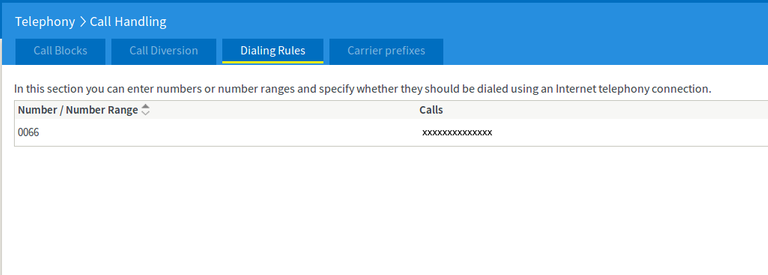 Telephony > Call Handling
Call Blocks Call Diversion Dialing Rules Carrier prefixes
In this section you can enter numbers or number ranges and specify whether they should be dialed using an Internet telephony connection.
Number / Number Range Calls
0066 xxxxxxxxxxxxxx